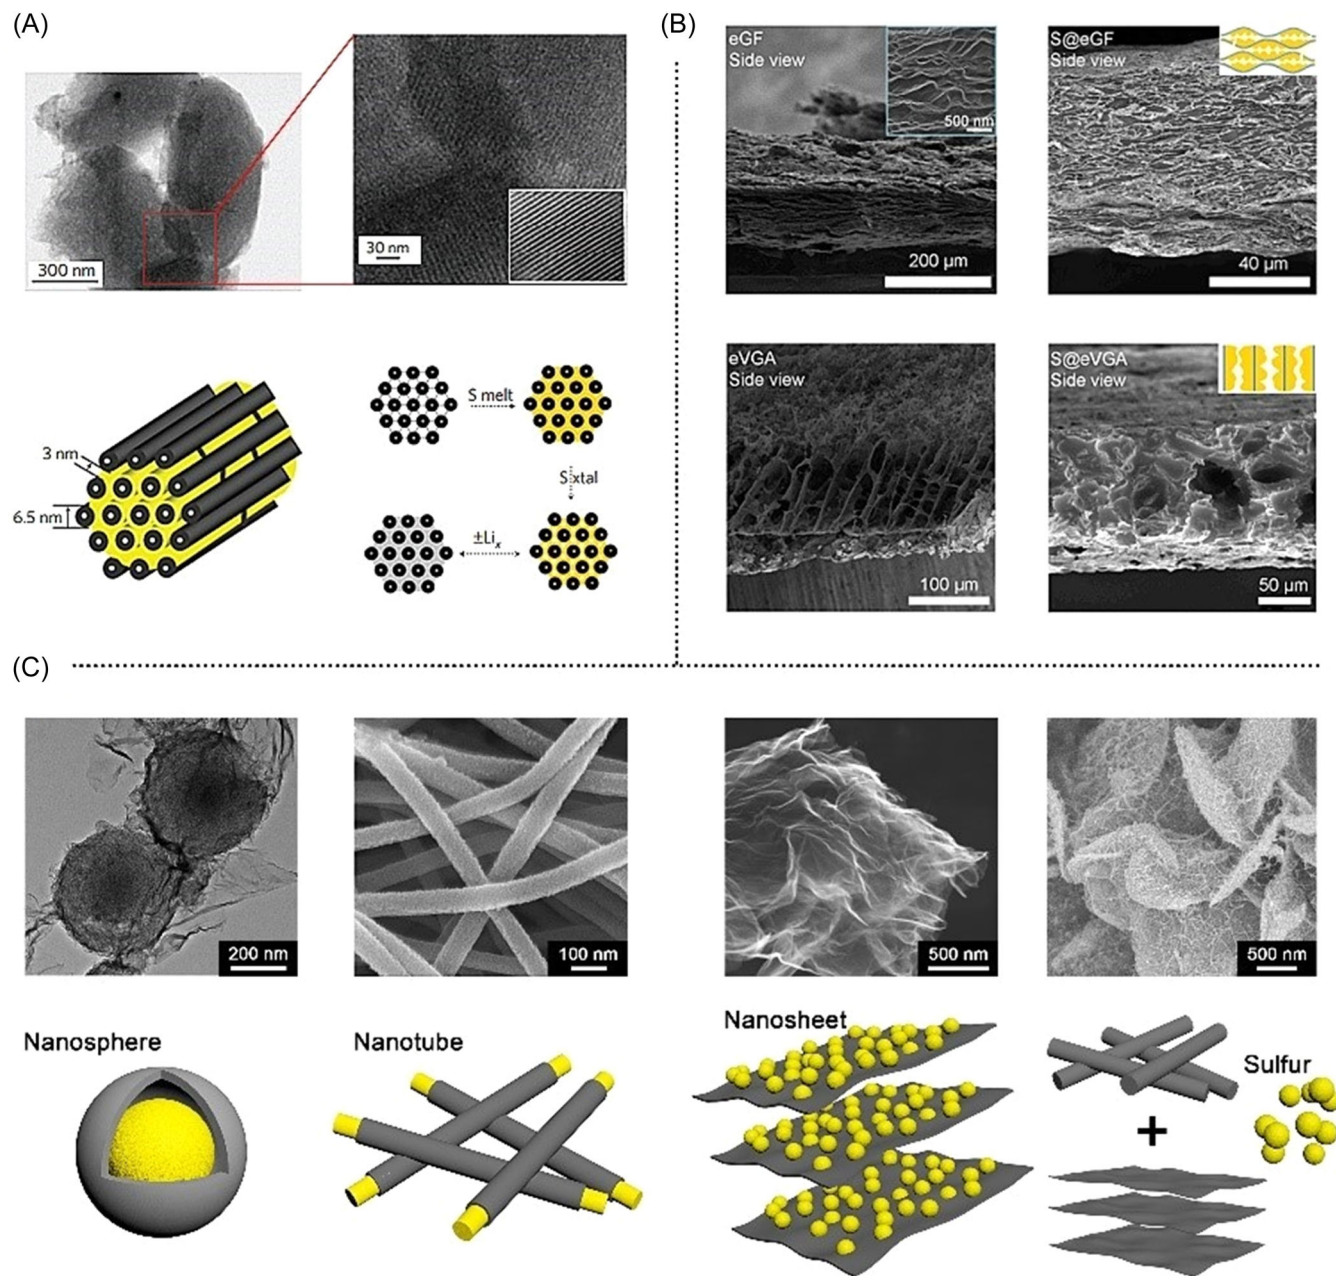 (A)
300 nm
30 nm
3 nm
6.5 nm
S melt
S xtal
±Liₓ
(B)
eGF
Side view
500 nm
200 µm
S@eGF
Side view
40 µm
eVGA
Side view
100 µm
S@eVGA
Side view
50 µm
(C)
200 nm
100 nm
500 nm
500 nm
Nanosphere
Nanotube
Nanosheet
Sulfur
+